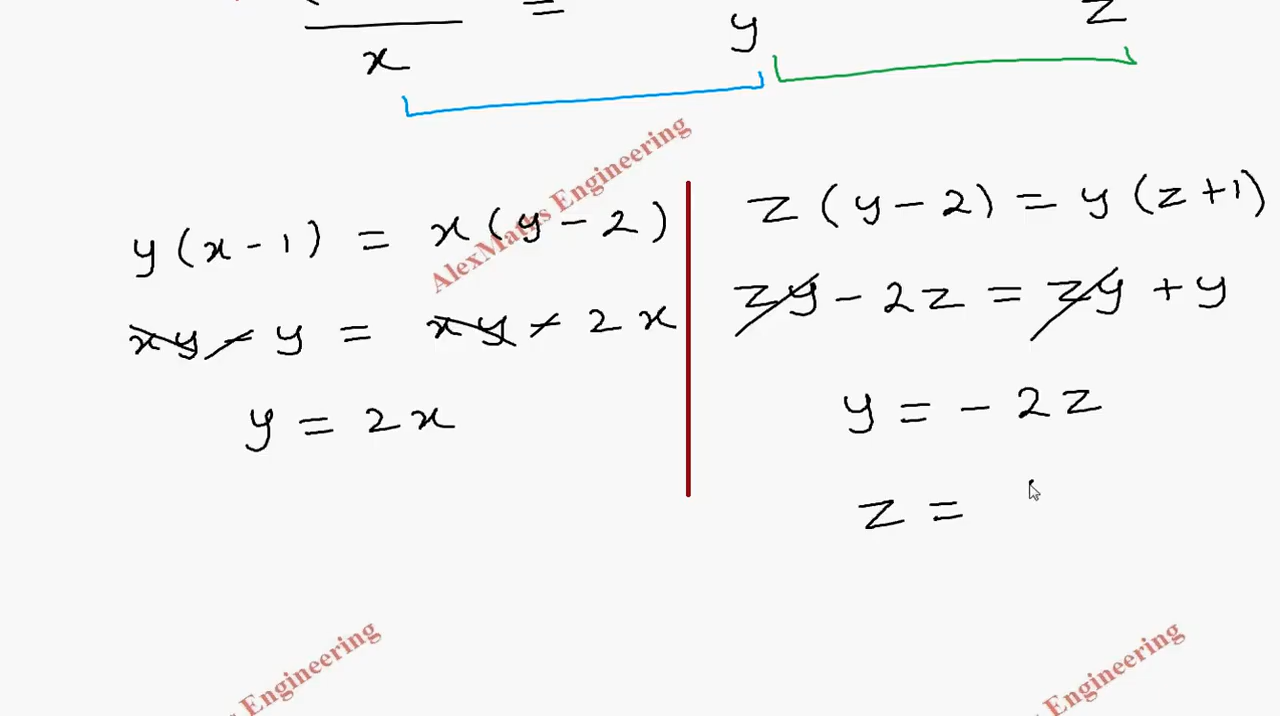 =
x
y
z
AlexMaths Engineering
y(x-1) = x(y-2)
xy - y = xy - 2x
y = 2x
z(y-2) = y(z+1)
zy - 2z = zy + y
y = -2z
z =
s Engineering
s Engineering